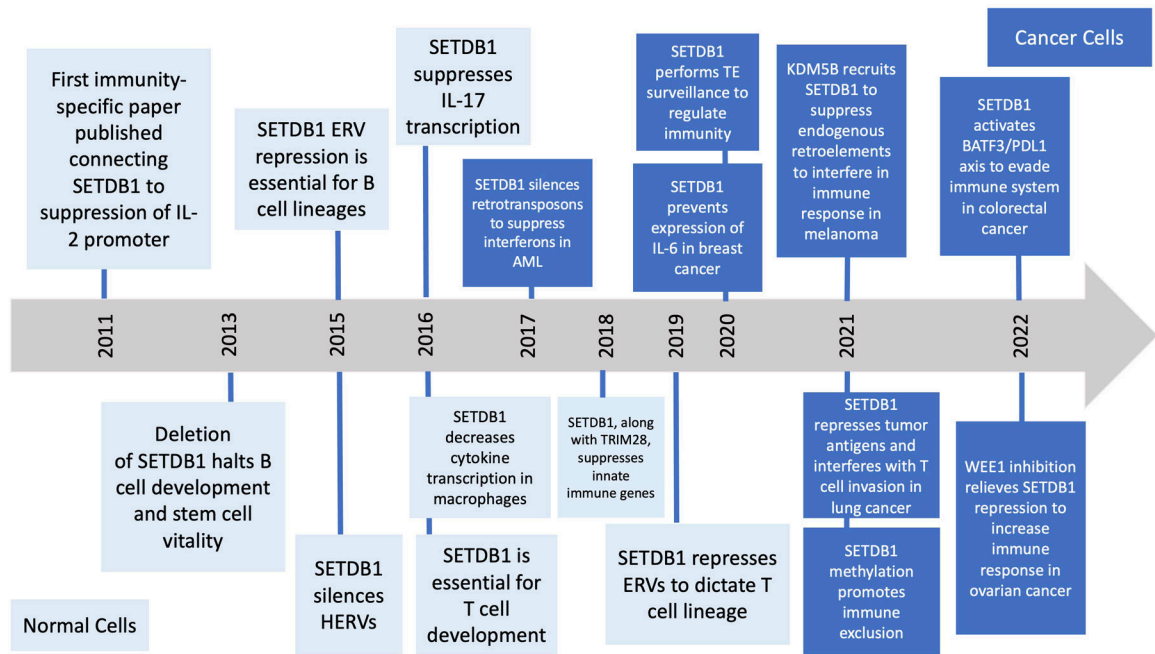 Cancer Cells
First immunity-
specific paper
published
connecting
SETDB1 to
suppression of IL-
2 promoter
SETDB1 ERV
repression is
essential for B
cell lineages
SETDB1
suppresses
IL-17
transcription
SETDB1 silences
retrotransposons
to suppress
interferons in
AML
SETDB1
performs TE
surveillance to
regulate
immunity
SETDB1
prevents
expression of
IL-6 in breast
cancer
KDM5B recruits
SETDB1 to
suppress
endogenous
retroelements
to interfere in
immune
response in
melanoma
SETDB1
activates
BATF3/PDL1
axis to evade
immune system
in colorectal
cancer
2011
2013
2015
2016
2017
2018
2019
2020
2021
2022
Deletion
of SETDB1 halts B
cell development
and stem cell
vitality
SETDB1
silences
HERVs
SETDB1
decreases
cytokine
transcription in
macrophages
SETDB1 is
essential for
T cell
development
SETDB1, along
with TRIM28,
suppresses
innate
immune genes
SETDB1 represses
ERVs to dictate T
cell lineage
SETDB1
represses tumor
antigens and
interferes with T
cell invasion in
lung cancer
SETDB1
methylation
promotes
immune
exclusion
WEE1 inhibition
relieves SETDB1
repression to
increase
immune
response in
ovarian cancer
Normal Cells